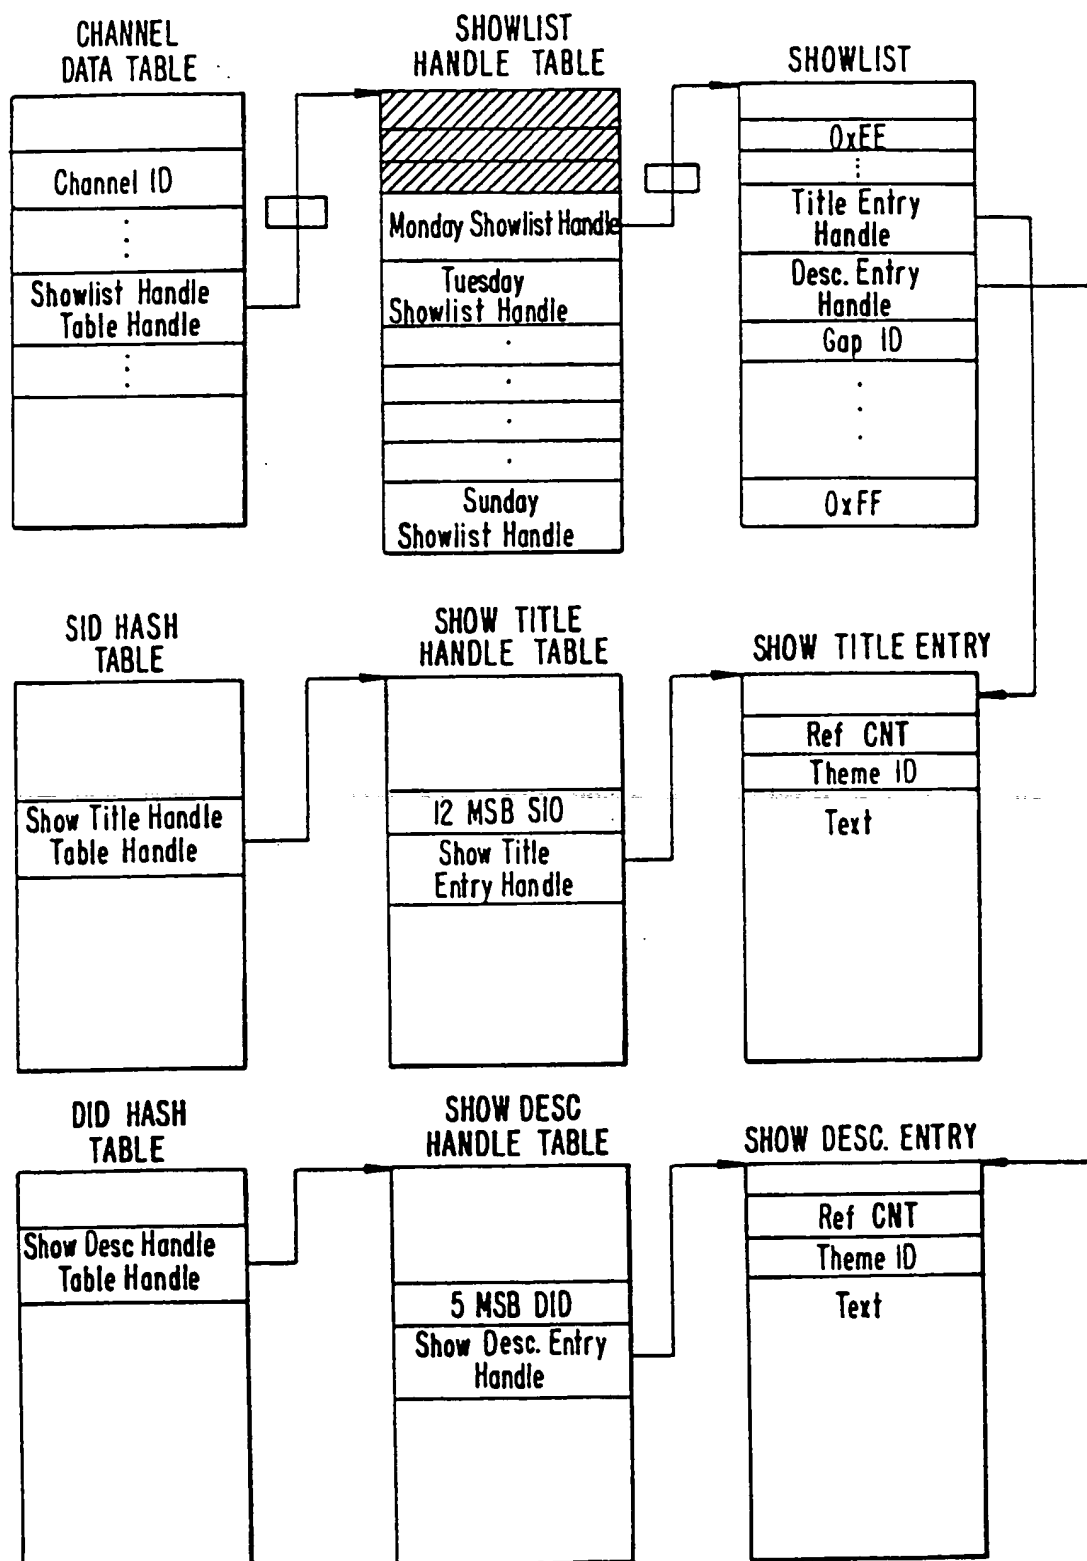 CHANNEL
DATA TABLE
Channel ID
Showlist Handle
Table Handle
SHOWLIST
HANDLE TABLE
Monday Showlist Handle
Tuesday
Showlist Handle
Sunday
Showlist Handle
SHOWLIST
0xEE
Title Entry
Handle
Desc. Entry
Handle
Gap ID
0xFF
SID HASH
TABLE
Show Title Handle
Table Handle
SHOW TITLE
HANDLE TABLE
12 MSB SIO
Show Title
Entry Handle
SHOW TITLE ENTRY
Ref CNT
Theme ID
Text
DID HASH
TABLE
Show Desc Handle
Table Handle
SHOW DESC
HANDLE TABLE
5 MSB DID
Show Desc. Entry
Handle
SHOW DESC. ENTRY
Ref CNT
Theme ID
Text